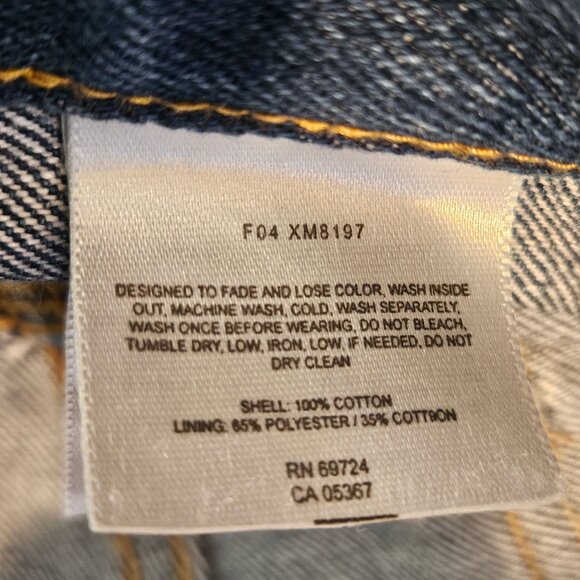 F04 XM8197
DESIGNED TO FADE AND LOSE COLOR, WASH INSIDE
OUT, MACHINE WASH, COLD, WASH SEPARATELY,
WASH ONCE BEFORE WEARING, DO NOT BLEACH,
TUMBLE DRY, LOW, IRON, LOW, IF NEEDED, DO NOT
DRY CLEAN
SHELL: 100% COTTON
LINING: 65% POLYESTER / 35% COTTRON
RN 69724
CA 05367